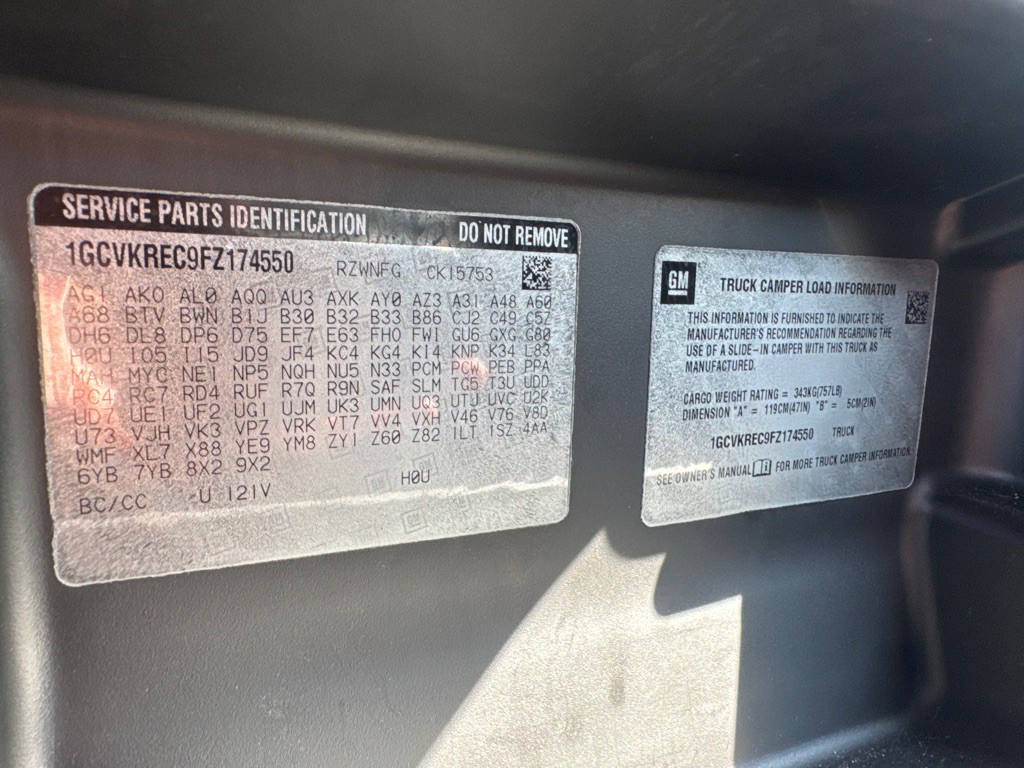 SERVICE PARTS IDENTIFICATION DO NOT REMOVE
1GCVKREC9FZ174550 RZWNFG CK15753
AG1 AKO AL0 AQQ AU3 AXK AY0 AZ3 A31 A48 A60
A68 BTV BWN B1J B30 B32 B33 B86 CJ2 C49 C5Z
DH6 DL8 DP6 D75 EF7 E63 FHO FWI GU6 GXG G80
H0U IO5 I15 JD9 JF4 KC4 KG4 K14 KNP K34 L83
MAH MYC NE1 NP5 NQH NU5 N33 PCM PCW PEB PPA
RC4 RC7 RD4 RUF R7Q R9N SAF SLM TG5 T3U UDD
UD7 UE1 UF2 UG1 UJM UK3 UMN UQ3 UTJ UVC U2K
U73 VJH VK3 VPZ VRK VT7 VV4 VXH V46 V76 V8D
WMF XL7 X88 YE9 YM8 ZY1 Z60 Z82 1LT 1SZ 4AA
6YB 7YB 8X2 9X2
H0U
BC/CC U 121V
GM
TRUCK CAMPER LOAD INFORMATION
THIS INFORMATION IS FURNISHED TO INDICATE THE
MANUFACTURER'S RECOMMENDATION REGARDING THE
USE OF A SLIDE-IN CAMPER WITH THIS TRUCK AS
MANUFACTURED.
CARGO WEIGHT RATING = 343KG(757LB)
DIMENSION "A" = 119CM(47IN) "B" = 5CM(2IN)
1GCVKREC9FZ174550 TRUCK
SEE OWNER'S MANUAL FOR MORE TRUCK CAMPER INFORMATION.